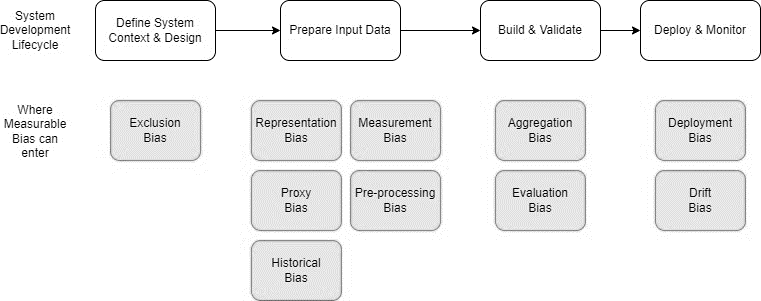 System
Development
Lifecycle
Define System
Context & Design
Prepare Input Data
Build & Validate
Deploy & Monitor
Where
Measurable
Bias can
enter
Exclusion
Bias
Representation
Bias
Measurement
Bias
Aggregation
Bias
Deployment
Bias
Proxy
Bias
Pre-processing
Bias
Evaluation
Bias
Drift
Bias
Historical
Bias